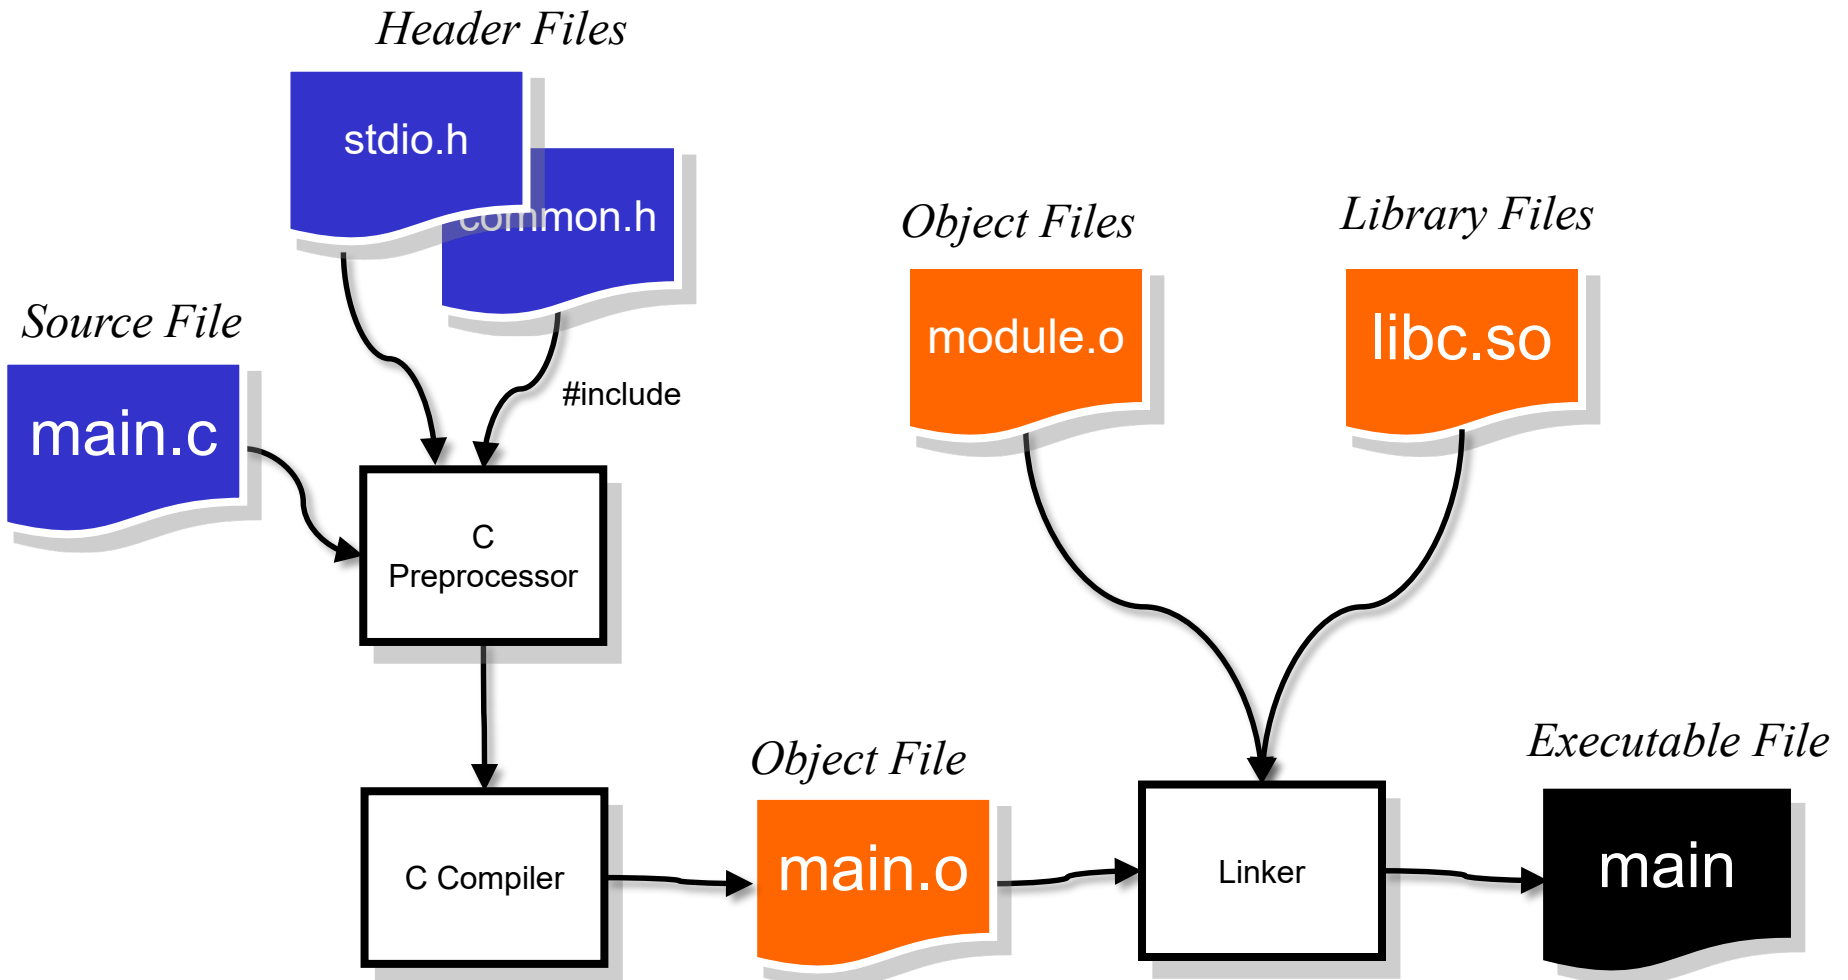 Header Files
stdio.h
common.h
Object Files
Library Files
Source File
module.o
libc.so
#include
main.c
C
Preprocessor
Object File
Executable File
C Compiler
main.o
Linker
main